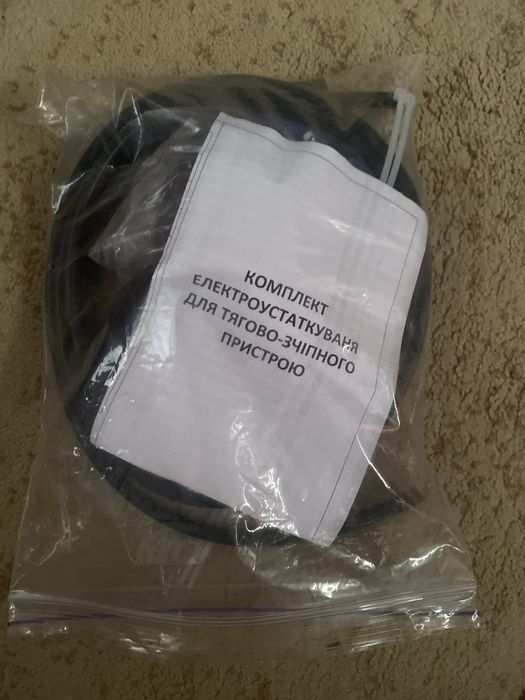 КОМПЛЕКТ
ЕЛЕКТРОУСТАТКУВАНЯ
ДЛЯ ТЯГОВО-ЗЧІПНОГО
ПРИСТРОЮ